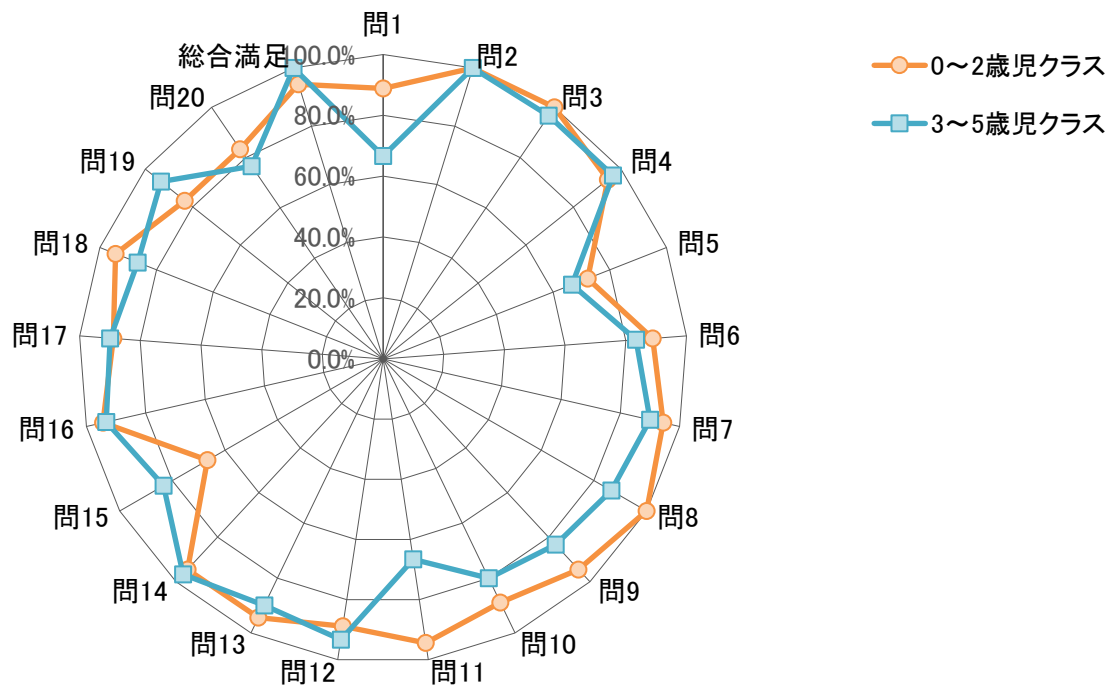 問1
問2
問3
問4
問5
問6
問7
問8
問9
問10
問11
問12
問13
問14
問15
問16
問17
問18
問19
問20
総合満足
100.0%
80.0%
60.0%
40.0%
20.0%
0.0%
0～2歳児クラス
3～5歳児クラス